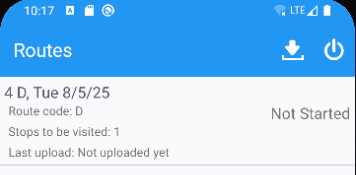 10:17 A LTE
Routes
4 D, Tue 8/5/25
Route code: D
Not Started
Stops to be visited: 1
Last upload: Not uploaded yet